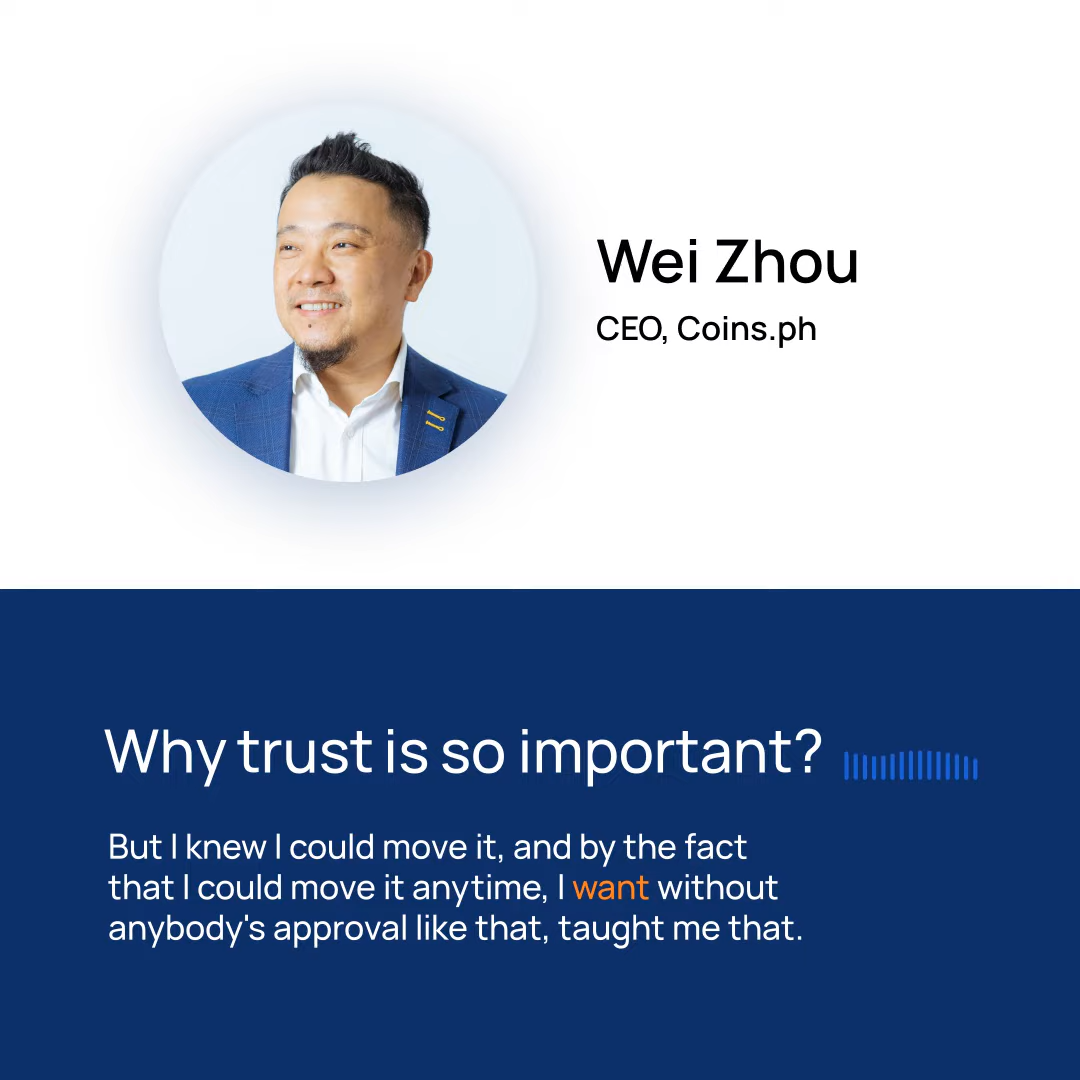 Wei Zhou
CEO, Coins.ph
Why trust is so important?
But I knew I could move it, and by the fact
that I could move it anytime, I want without
anybody's approval like that, taught me that.